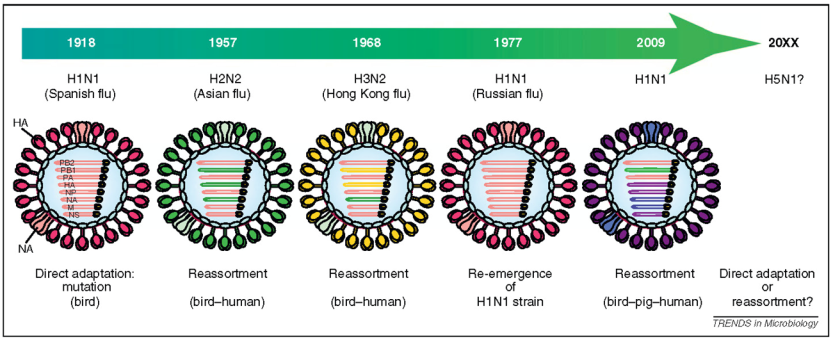 1918 1957 1968 1977 2009 20XX
H1N1 H2N2 H3N2 H1N1 H1N1 H5N1?
(Spanish flu) (Asian flu) (Hong Kong flu) (Russian flu)
HA
PB2
PB1
PA
HA
NP
NA
M
NS
NA
Direct adaptation: Reassortment Reassortment Re-emergence Reassortment Direct adaptation
mutation of or
(bird) (bird–human) (bird–human) H1N1 strain (bird–pig–human) reassortment?
TRENDS in Microbiology